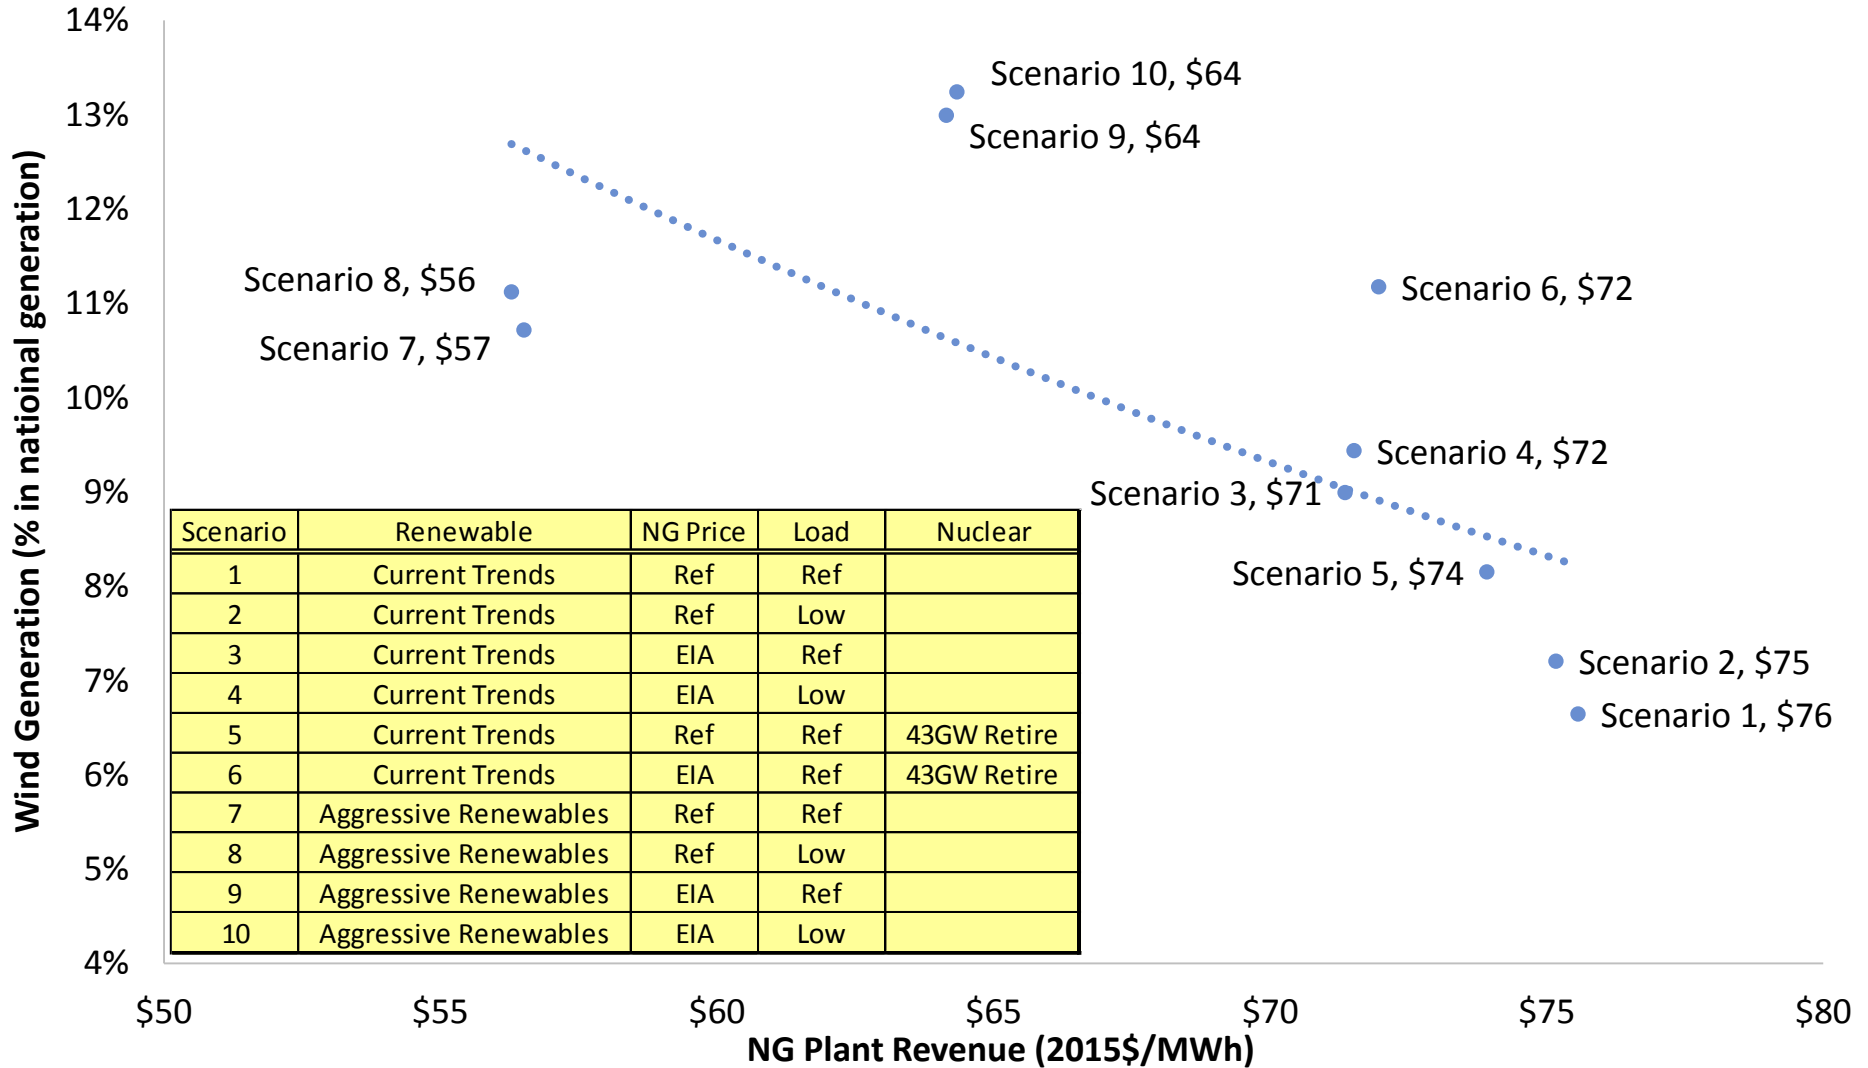 14%
13%
12%
11%
10%
9%
8%
7%
6%
5%
4%
Wind Generation (% in natioinal generation)
Scenario 10, $64
Scenario 9, $64
Scenario 8, $56
Scenario 7, $57
Scenario 6, $72
Scenario 4, $72
Scenario 3, $71
Scenario 5, $74
Scenario 2, $75
Scenario 1, $76
Scenario Renewable NG Price Load Nuclear
1 Current Trends Ref Ref
2 Current Trends Ref Low
3 Current Trends EIA Ref
4 Current Trends EIA Low
5 Current Trends Ref Ref 43GW Retire
6 Current Trends EIA Ref 43GW Retire
7 Aggressive Renewables Ref Ref
8 Aggressive Renewables Ref Low
9 Aggressive Renewables EIA Ref
10 Aggressive Renewables EIA Low
$50 $55 $60 $65 $70 $75 $80
NG Plant Revenue (2015$/MWh)